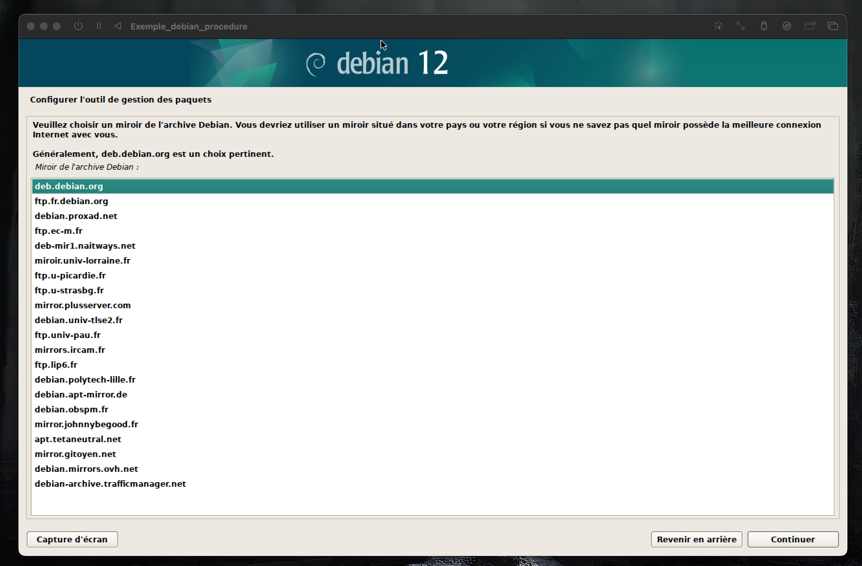 Exemple_debian_procedure
debian 12
Configurer l'outil de gestion des paquets
Veuillez choisir un miroir de l'archive Debian. Vous devriez utiliser un miroir situé dans votre pays ou votre région si vous ne savez pas quel miroir possède la meilleure connexion
Internet avec vous.
Généralement, deb.debian.org est un choix pertinent.
Miroir de l'archive Debian :
deb.debian.org
ftp.fr.debian.org
debian.proxad.net
ftp.ec-m.fr
deb-mir1.naitways.net
miroir.univ-lorraine.fr
ftp.u-picardie.fr
ftp.u-strasbg.fr
mirror.plusserver.com
debian.univ-tlse2.fr
ftp.univ-pau.fr
mirrors.ircam.fr
ftp.lip6.fr
debian.polytech-lille.fr
debian.apt-mirror.de
debian.obspm.fr
mirror.johnnybegood.fr
apt.tetaneutral.net
mirror.gitoyen.net
debian.mirrors.ovh.net
debian-archive.trafficmanager.net
Capture d'écran
Revenir en arrière
Continuer